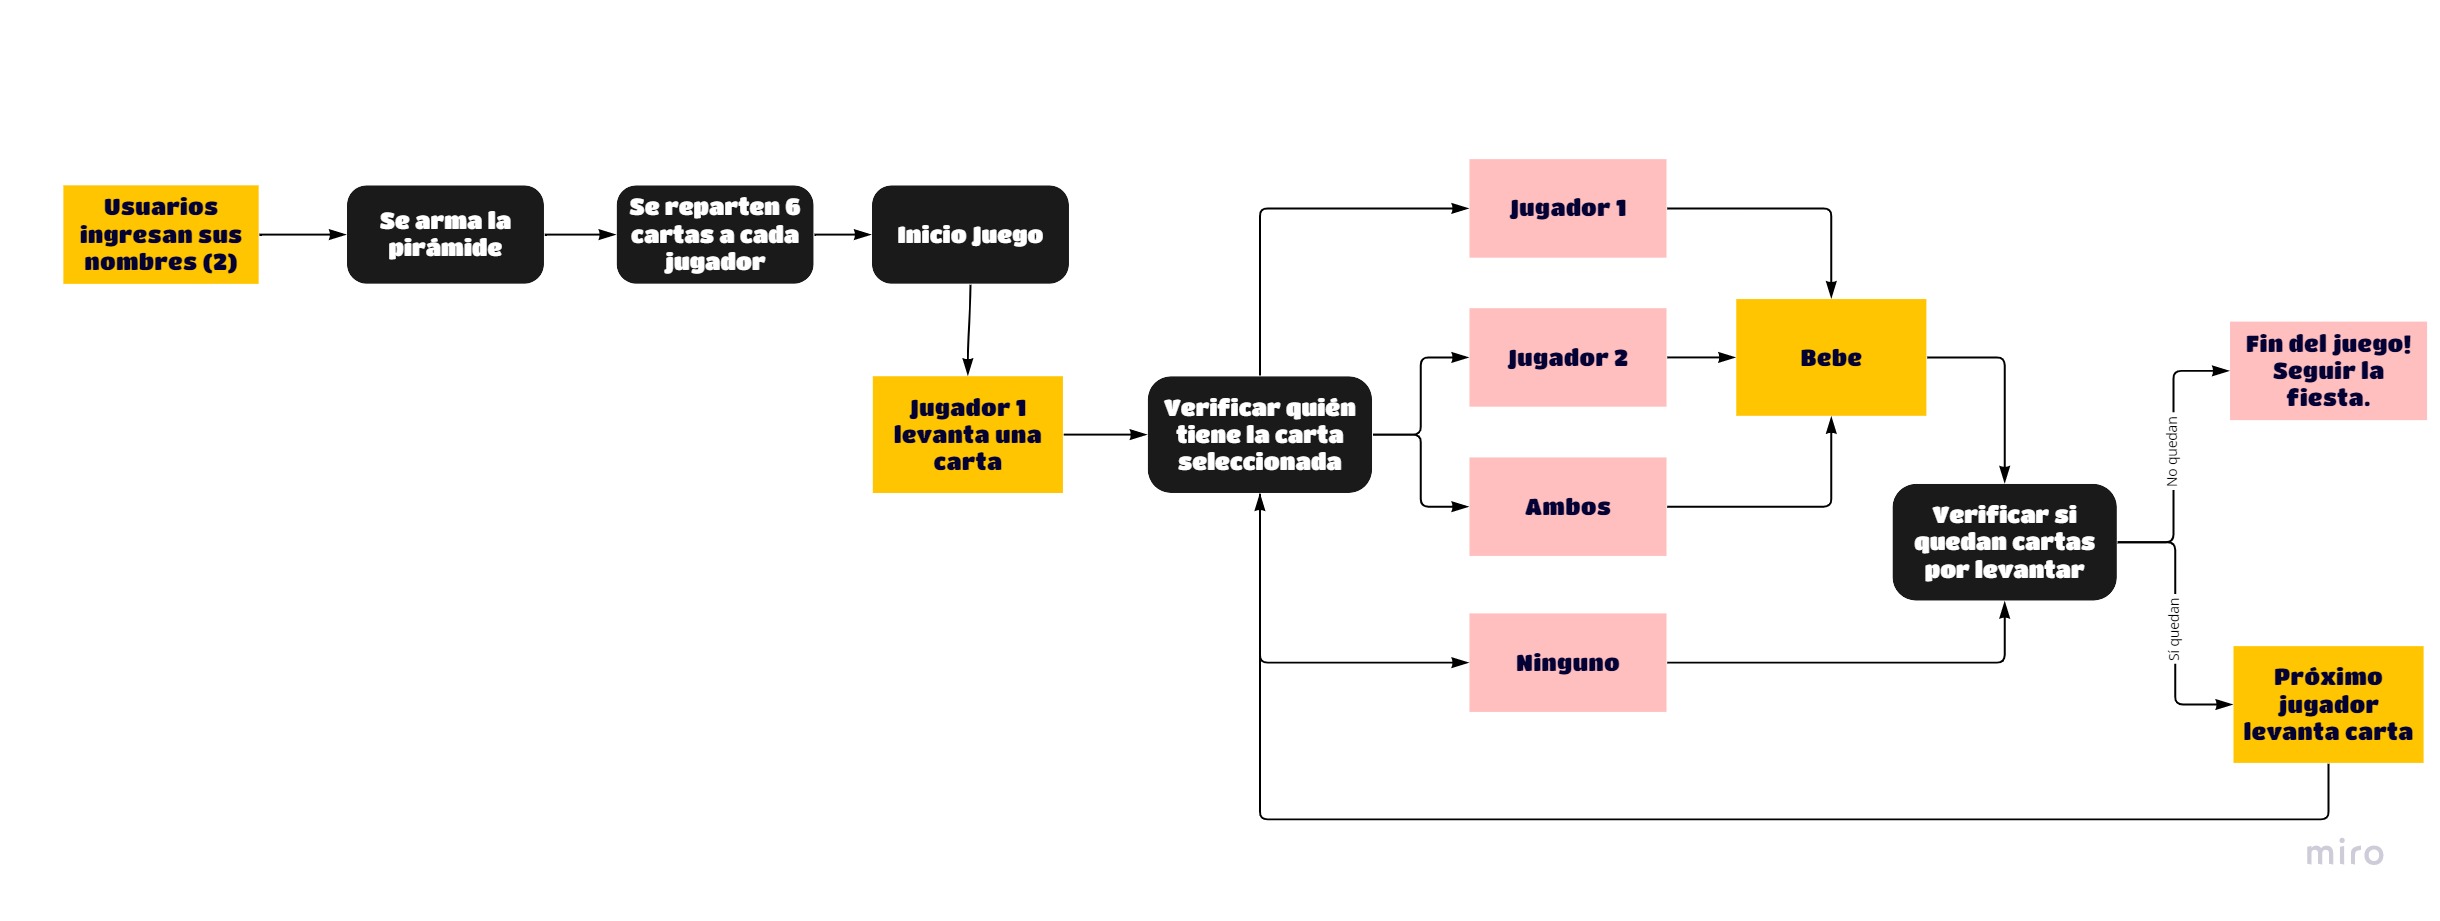 Usuarios
ingresan sus
nombres (2)
Se arma la
pirámide
Se reparten 6
cartas a cada
jugador
Inicio Juego
Jugador 1
levanta una
carta
Verificar quién
tiene la carta
seleccionada
Jugador 1
Jugador 2
Ambos
Ninguno
Bebe
Verificar si
quedan cartas
por levantar
No quedan
Sí quedan
Fin del juego!
Seguir la
fiesta.
Próximo
jugador
levanta carta
miro